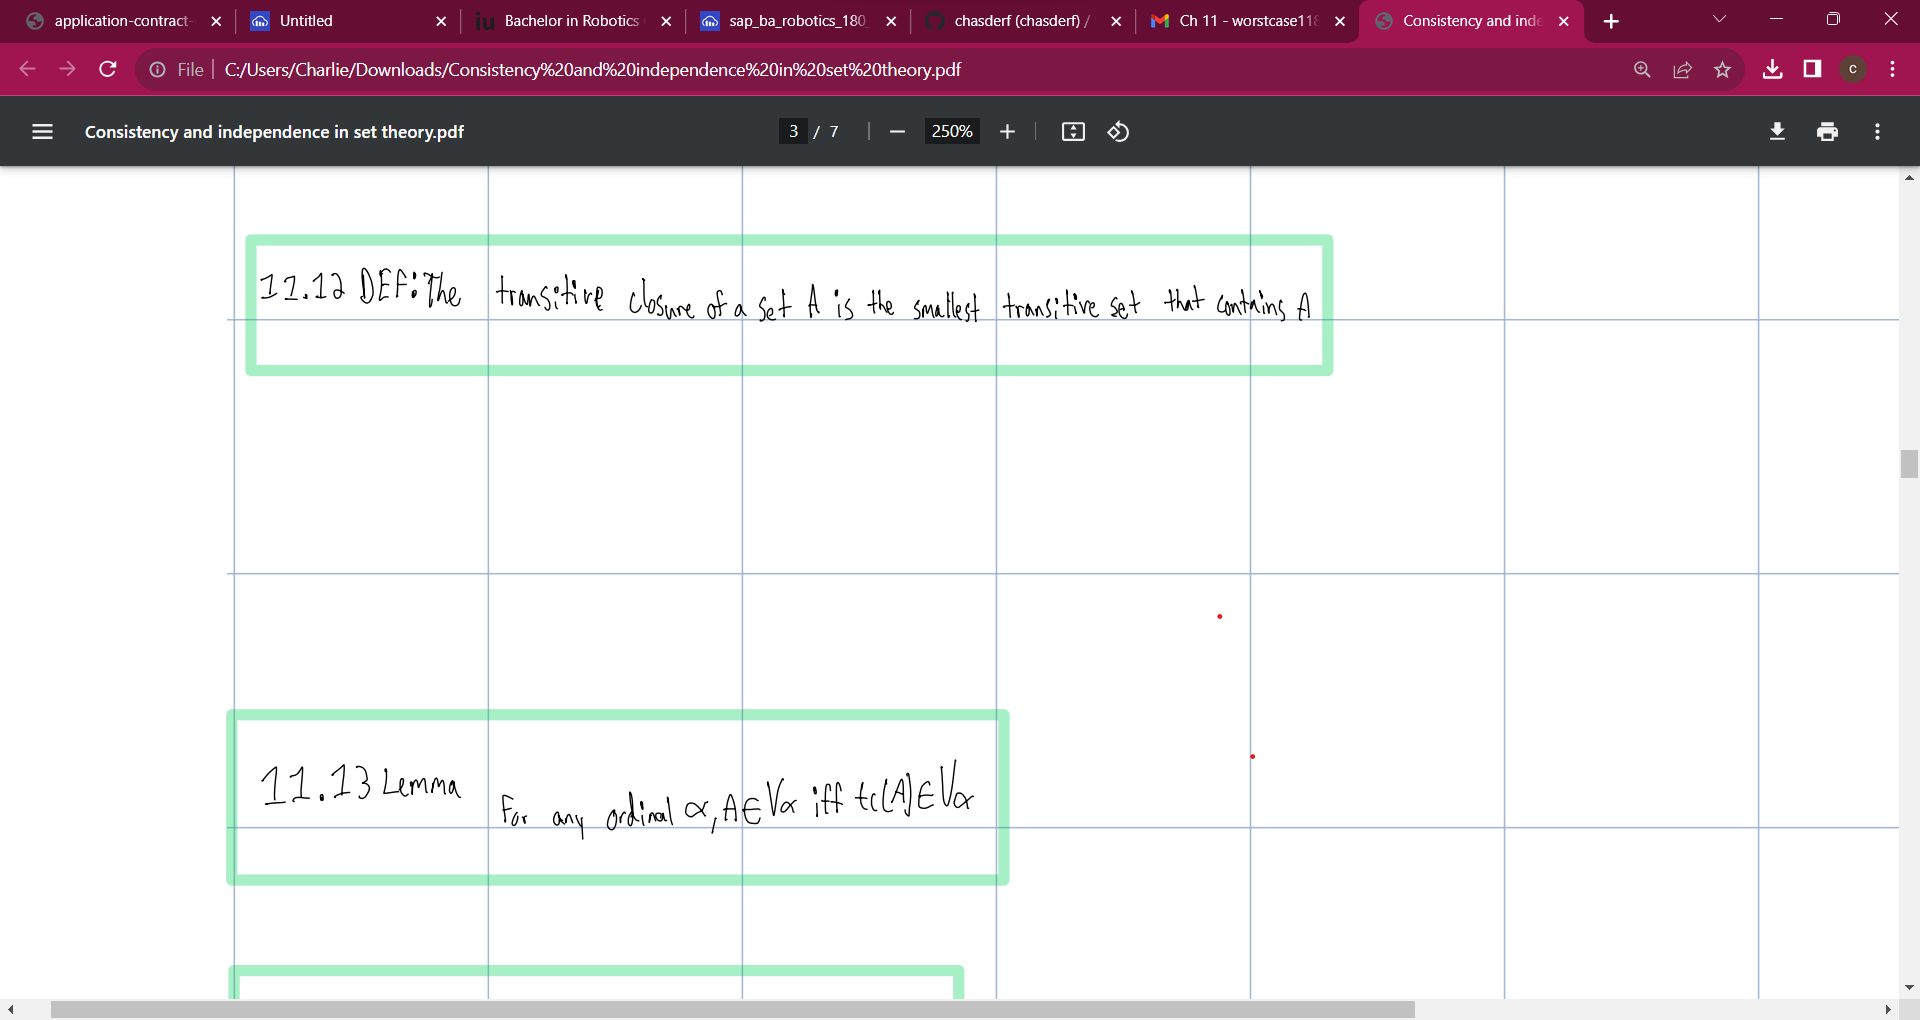 application-contract-
Untitled
Bachelor in Robotics
sap_ba_robotics_180_
chasderf (chasderf) /
Ch 11 - worstcase118
Consistency and inde
File
C:/Users/Charlie/Downloads/Consistency%20and%20independence%20in%20set%20theory.pdf
c
Consistency and independence in set theory.pdf
3 / 7
250%
11.12 DEF: The transitive closure of a set A is the smallest transitive set that contains A
11.13 Lemma For any ordinal α, A∈Vα iff tc(A)∈Vα